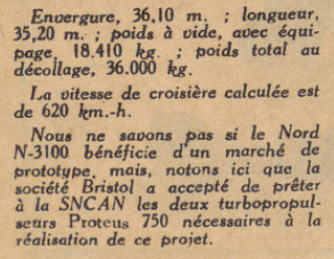 Envergure, 36,10 m. ; longueur,
35,20 m. ; poids à vide, avec équi-
page, 18.410 kg. ; poids total au
décollage, 36.000 kg.
La vitesse de croisière calculée est
de 620 km.-h.
Nous ne savons pas si le Nord
N-3100 bénéficie d'un marché de
prototype, mais, notons ici que la
société Bristol a accepté de prêter
à la SNCAN les deux turbopropul-
seurs Proteus 750 nécessaires à la
réalisation de ce projet.